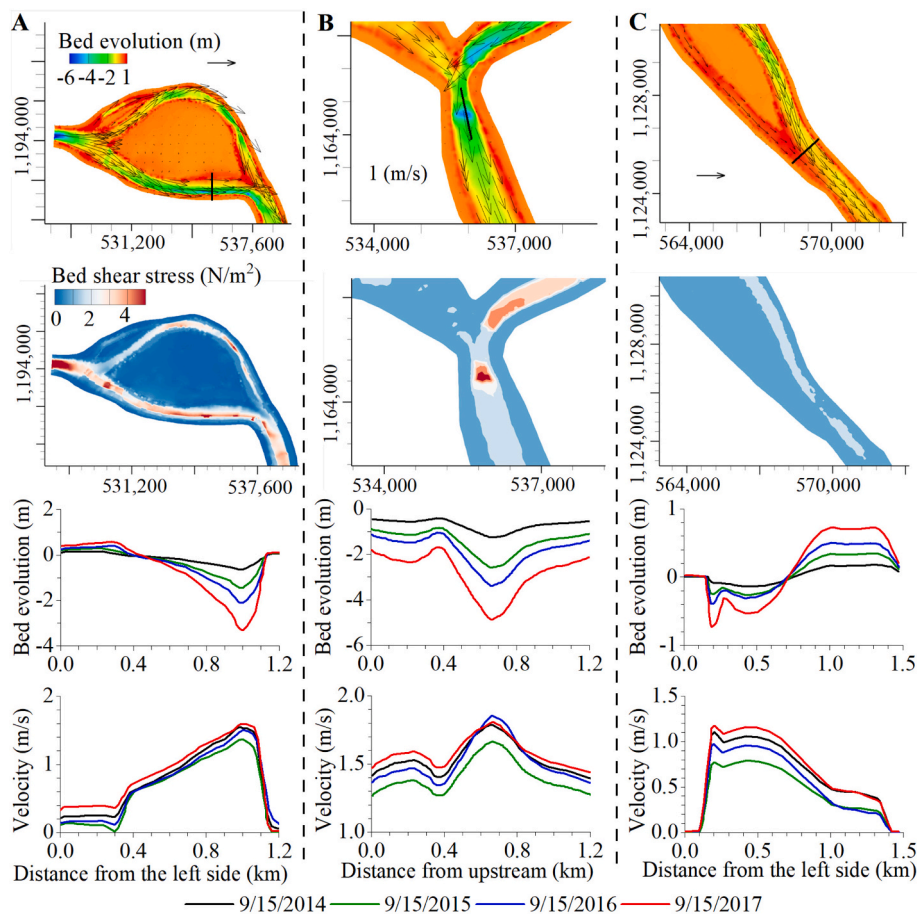 A
B
C
Bed evolution (m)
-6 -4 -2 1
1 (m/s)
1,194,000
1,164,000
1,128,000
1,124,000
531,200 537,600
534,000 537,000
564,000 570,000
Bed shear stress (N/m²)
0 2 4
1,194,000
1,164,000
1,128,000
1,124,000
531,200 537,600
534,000 537,000
564,000 570,000
Bed evolution (m)
2
0
-2
-4
0.0 0.4 0.8 1.2
Bed evolution (m)
0
-2
-4
-6
0.0 0.4 0.8 1.2
Bed evolution (m)
1
0
-1
0.0 0.5 1.0 1.5
Velocity (m/s)
2
1
0
0.0 0.4 0.8 1.2
Distance from the left side (km)
Velocity (m/s)
2.0
1.5
1.0
0.0 0.4 0.8 1.2
Distance from upstream (km)
Velocity (m/s)
1.5
1.0
0.5
0.0
0.0 0.5 1.0 1.5
Distance from the left side (km)
9/15/2014 9/15/2015 9/15/2016 9/15/2017